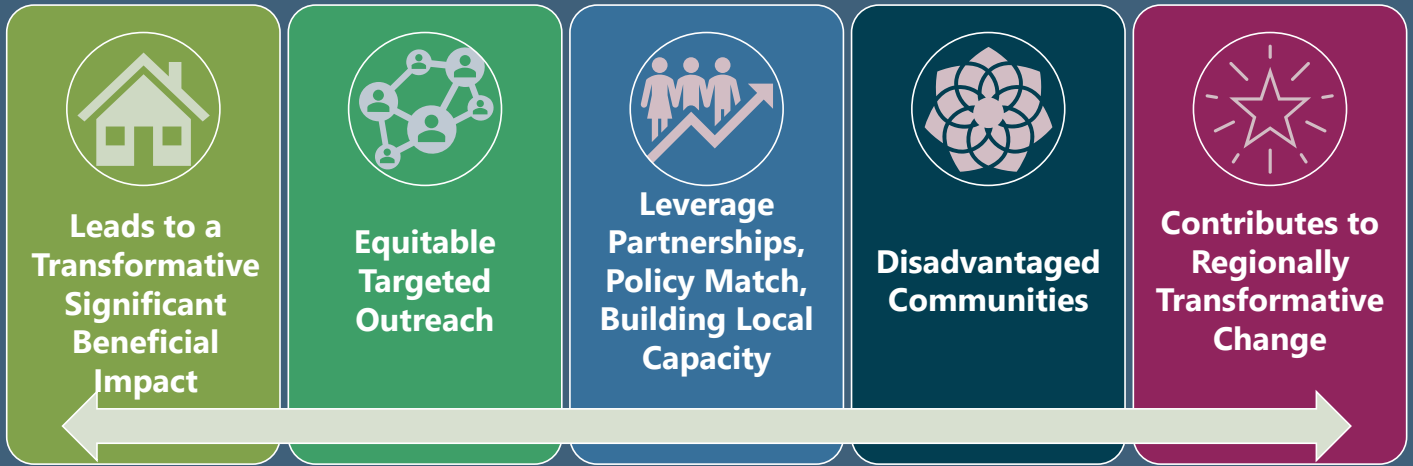 Leads to a
Transformative
Significant
Beneficial
Impact
Equitable
Targeted
Outreach
Leverage
Partnerships,
Policy Match,
Building Local
Capacity
Disadvantaged
Communities
Contributes to
Regionally
Transformative
Change